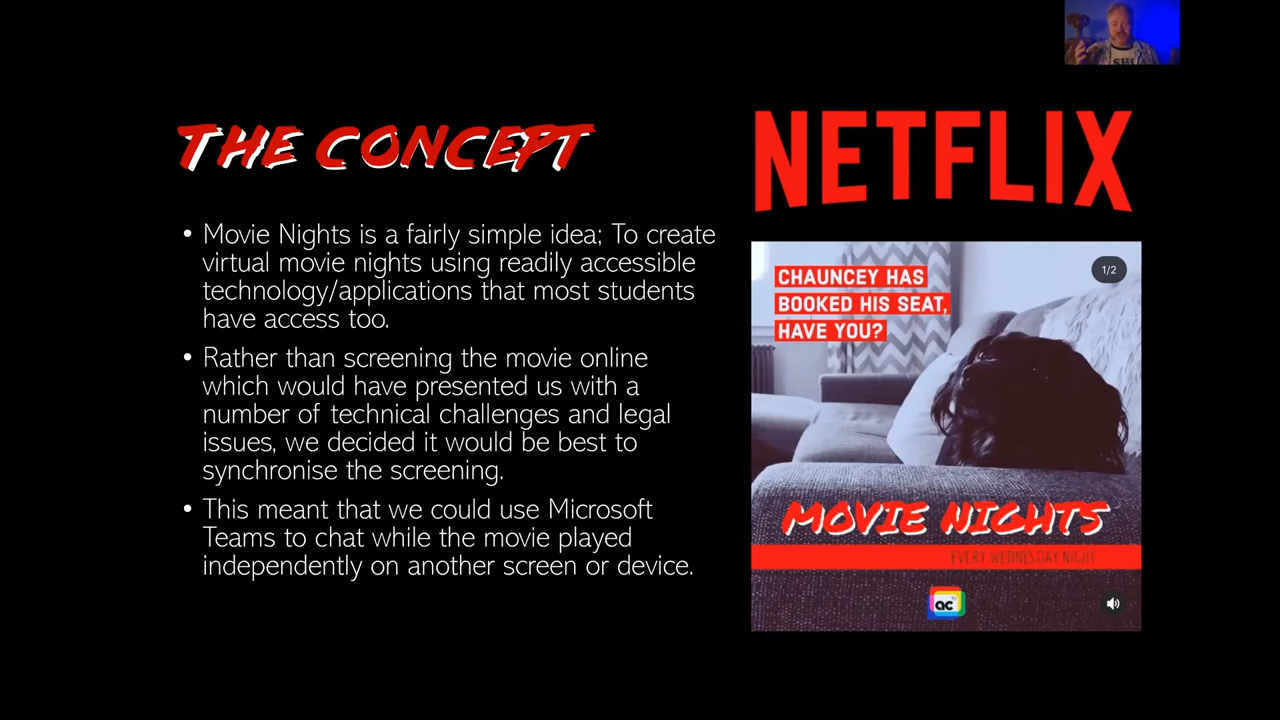 THE CONCEPT
• Movie Nights is a fairly simple idea; To create
virtual movie nights using readily accessible
technology/applications that most students
have access too.
• Rather than screening the movie online
which would have presented us with a
number of technical challenges and legal
issues, we decided it would be best to
synchronise the screening.
• This meant that we could use Microsoft
Teams to chat while the movie played
independently on another screen or device.
NETFLIX
CHAUNCEY HAS
BOOKED HIS SEAT,
HAVE YOU?
1/2
MOVIE NIGHTS
EVERY WEDNESDAY NIGHT
ac